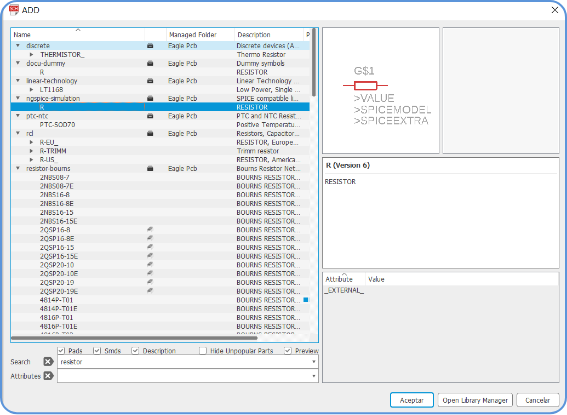 ADD
Name Managed Folder Description P
discrete Eagle Pcb Discrete devices (A...
THERMISTOR_ Thermo Resistor
docu-dummy Eagle Pcb Dummy symbols
R RESISTOR
linear-technology Eagle Pcb Linear Technology ...
LT1168 Low Power, Single ...
ngspice-simulation Eagle Pcb SPICE compatible li...
R RESISTOR
ptc-ntc Eagle Pcb PTC and NTC Resist...
PTC-SOD70 Positive Temperatu...
rcl Eagle Pcb Resistors, Capacitor...
R-EU_ RESISTOR, Europe...
R-TRIMM Trimm resistor
R-US_ RESISTOR, America...
resistor-bourns Eagle Pcb Bourns Resistor Net...
2NBS08-7 BOURNS RESISTOR...
2NBS08-7E BOURNS RESISTOR...
2NBS16-8 BOURNS RESISTOR...
2NBS16-8E BOURNS RESISTOR...
2NBS16-15 BOURNS RESISTOR...
2NBS16-15E BOURNS RESISTOR...
2QSP16-8 BOURNS RESISTOR...
2QSP16-8E BOURNS RESISTOR...
2QSP16-15 BOURNS RESISTOR...
2QSP16-15E BOURNS RESISTOR...
2QSP20-10 BOURNS RESISTOR...
2QSP20-10E BOURNS RESISTOR...
2QSP20-19 BOURNS RESISTOR...
2QSP20-19E BOURNS RESISTOR...
4814P-T01 BOURNS RESISTOR...
4814P-T01E BOURNS RESISTOR...
4816P-T01 BOURNS RESISTOR...
4816P-T01E BOURNS RESISTOR...
Pads Smds Description Hide Unpopular Parts Preview
Search resistor
Attributes
G$1
>VALUE
>SPICEMODEL
>SPICEEXTRA
R (Version 6)
RESISTOR
Attribute Value
_EXTERNAL_
Aceptar Open Library Manager Cancelar